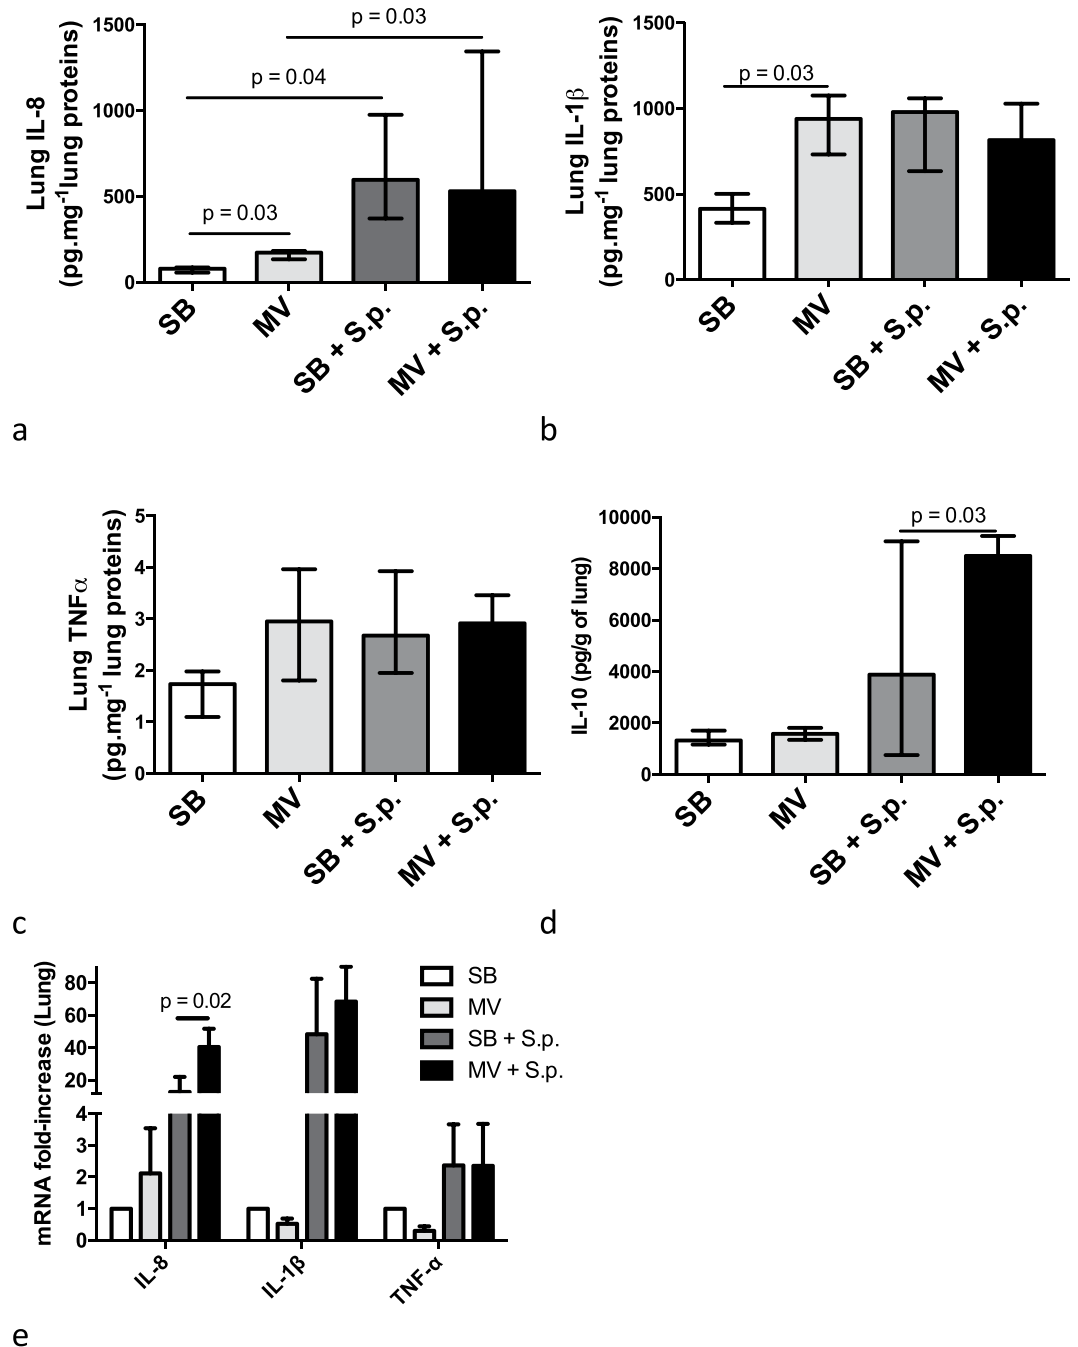 Lung IL-8
(pg.mg-1lung proteins)
1500
1000
500
0
p = 0.03
p = 0.04
p = 0.03
SB
MV
SB + S.p.
MV + S.p.
a
Lung IL-1β
(pg.mg-1 lung proteins)
1500
1000
500
0
p = 0.03
SB
MV
SB + S.p.
MV + S.p.
b
Lung TNFα
(pg.mg-1 lung proteins)
5
4
3
2
1
0
SB
MV
SB + S.p.
MV + S.p.
c
IL-10 (pg/g of lung)
10000
8000
6000
4000
2000
0
p = 0.03
SB
MV
SB + S.p.
MV + S.p.
d
mRNA fold-increase (Lung)
80
60
40
20
4
3
2
1
0
p = 0.02
SB
MV
SB + S.p.
MV + S.p.
IL-8
IL-1β
TNF-α
e